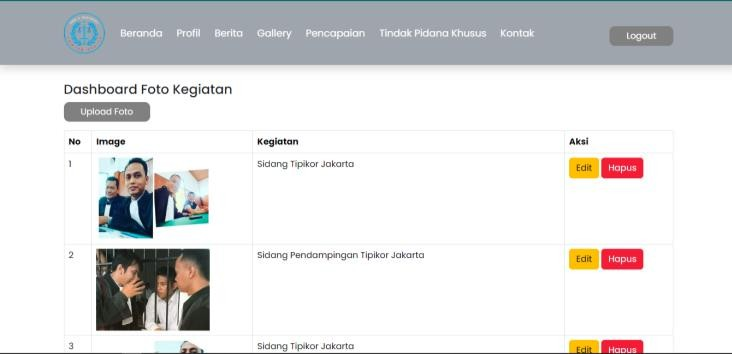 Beranda Profil Berita Gallery Pencapaian Tindak Pidana Khusus Kontak Logout
Dashboard Foto Kegiatan
Upload Foto
No Image Kegiatan Aksi
1 Sidang Tipikor Jakarta Edit Hapus
2 Sidang Pendampingan Tipikor Jakarta Edit Hapus
3 Sidang Tipikor Jakarta Edit Hapus